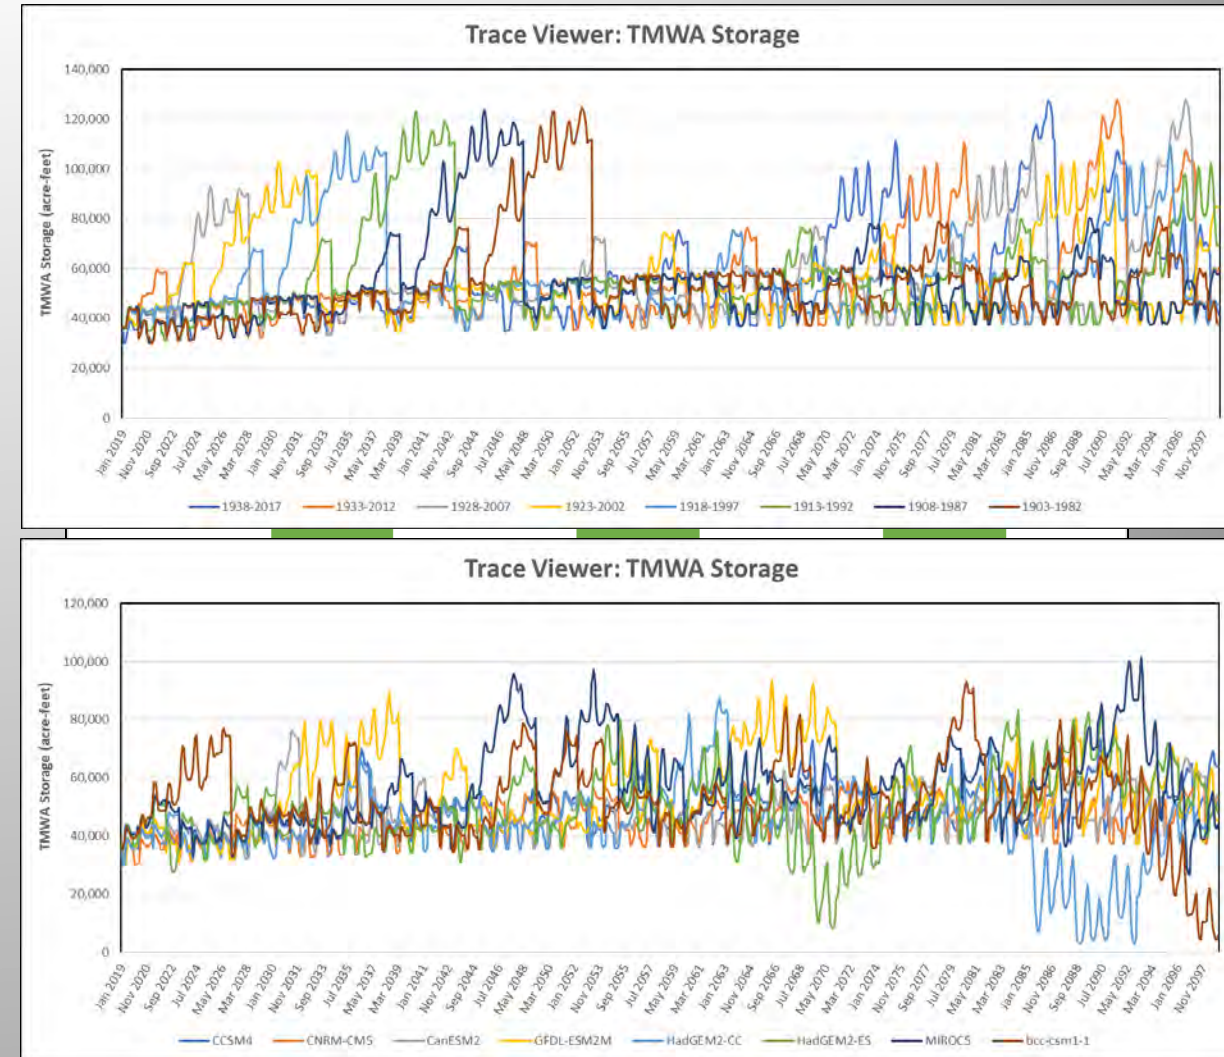 Trace Viewer: TMWA Storage
TMWA Storage (acre-feet)
140,000
120,000
100,000
80,000
60,000
40,000
20,000
0
Jan 2019
Nov 2020
Sep 2022
Jul 2024
May 2026
Mar 2028
Jan 2030
Nov 2031
Sep 2033
Jul 2035
May 2037
Mar 2039
Jan 2041
Nov 2042
Sep 2044
Jul 2046
May 2048
Mar 2050
Jan 2052
Nov 2053
Sep 2055
Jul 2057
May 2059
Mar 2061
Jan 2063
Nov 2064
Sep 2066
Jul 2068
May 2070
Mar 2072
Jan 2074
Nov 2075
Sep 2077
Jul 2079
May 2081
Mar 2083
Jan 2085
Nov 2086
Sep 2088
Jul 2090
May 2092
Mar 2094
Jan 2096
Nov 2097
1938-2017 1933-2012 1928-2007 1923-2002 1918-1997 1913-1992 1908-1987 1903-1982
Trace Viewer: TMWA Storage
TMWA Storage (acre-feet)
120,000
100,000
80,000
60,000
40,000
20,000
0
Jan 2019
Nov 2020
Sep 2022
Jul 2024
May 2026
Mar 2028
Jan 2030
Nov 2031
Sep 2033
Jul 2035
May 2037
Mar 2039
Jan 2041
Nov 2042
Sep 2044
Jul 2046
May 2048
Mar 2050
Jan 2052
Nov 2053
Sep 2055
Jul 2057
May 2059
Mar 2061
Jan 2063
Nov 2064
Sep 2066
Jul 2068
May 2070
Mar 2072
Jan 2074
Nov 2075
Sep 2077
Jul 2079
May 2081
Mar 2083
Jan 2085
Nov 2086
Sep 2088
Jul 2090
May 2092
Mar 2094
Jan 2096
Nov 2097
CCSM4 CNRM-CM5 CanESM2 GFDL-ESM2M HadGEM2-CC HadGEM2-ES MIROC5 bcc-csm1-1